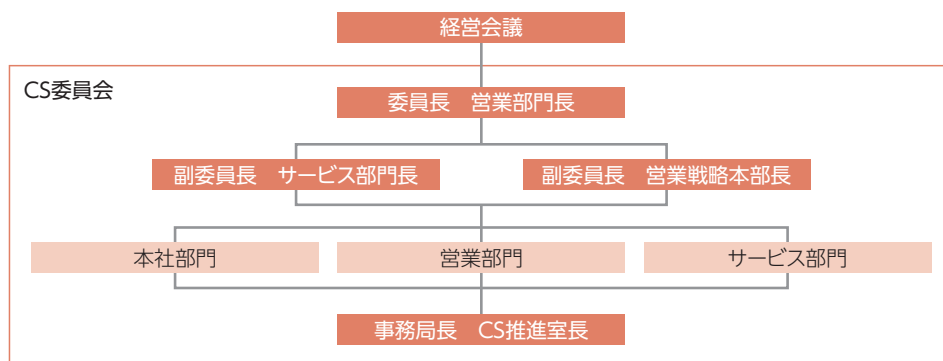 経営会議
CS委員会
委員長　営業部門長
副委員長　サービス部門長
副委員長　営業戦略本部長
本社部門
営業部門
サービス部門
事務局長　CS推進室長